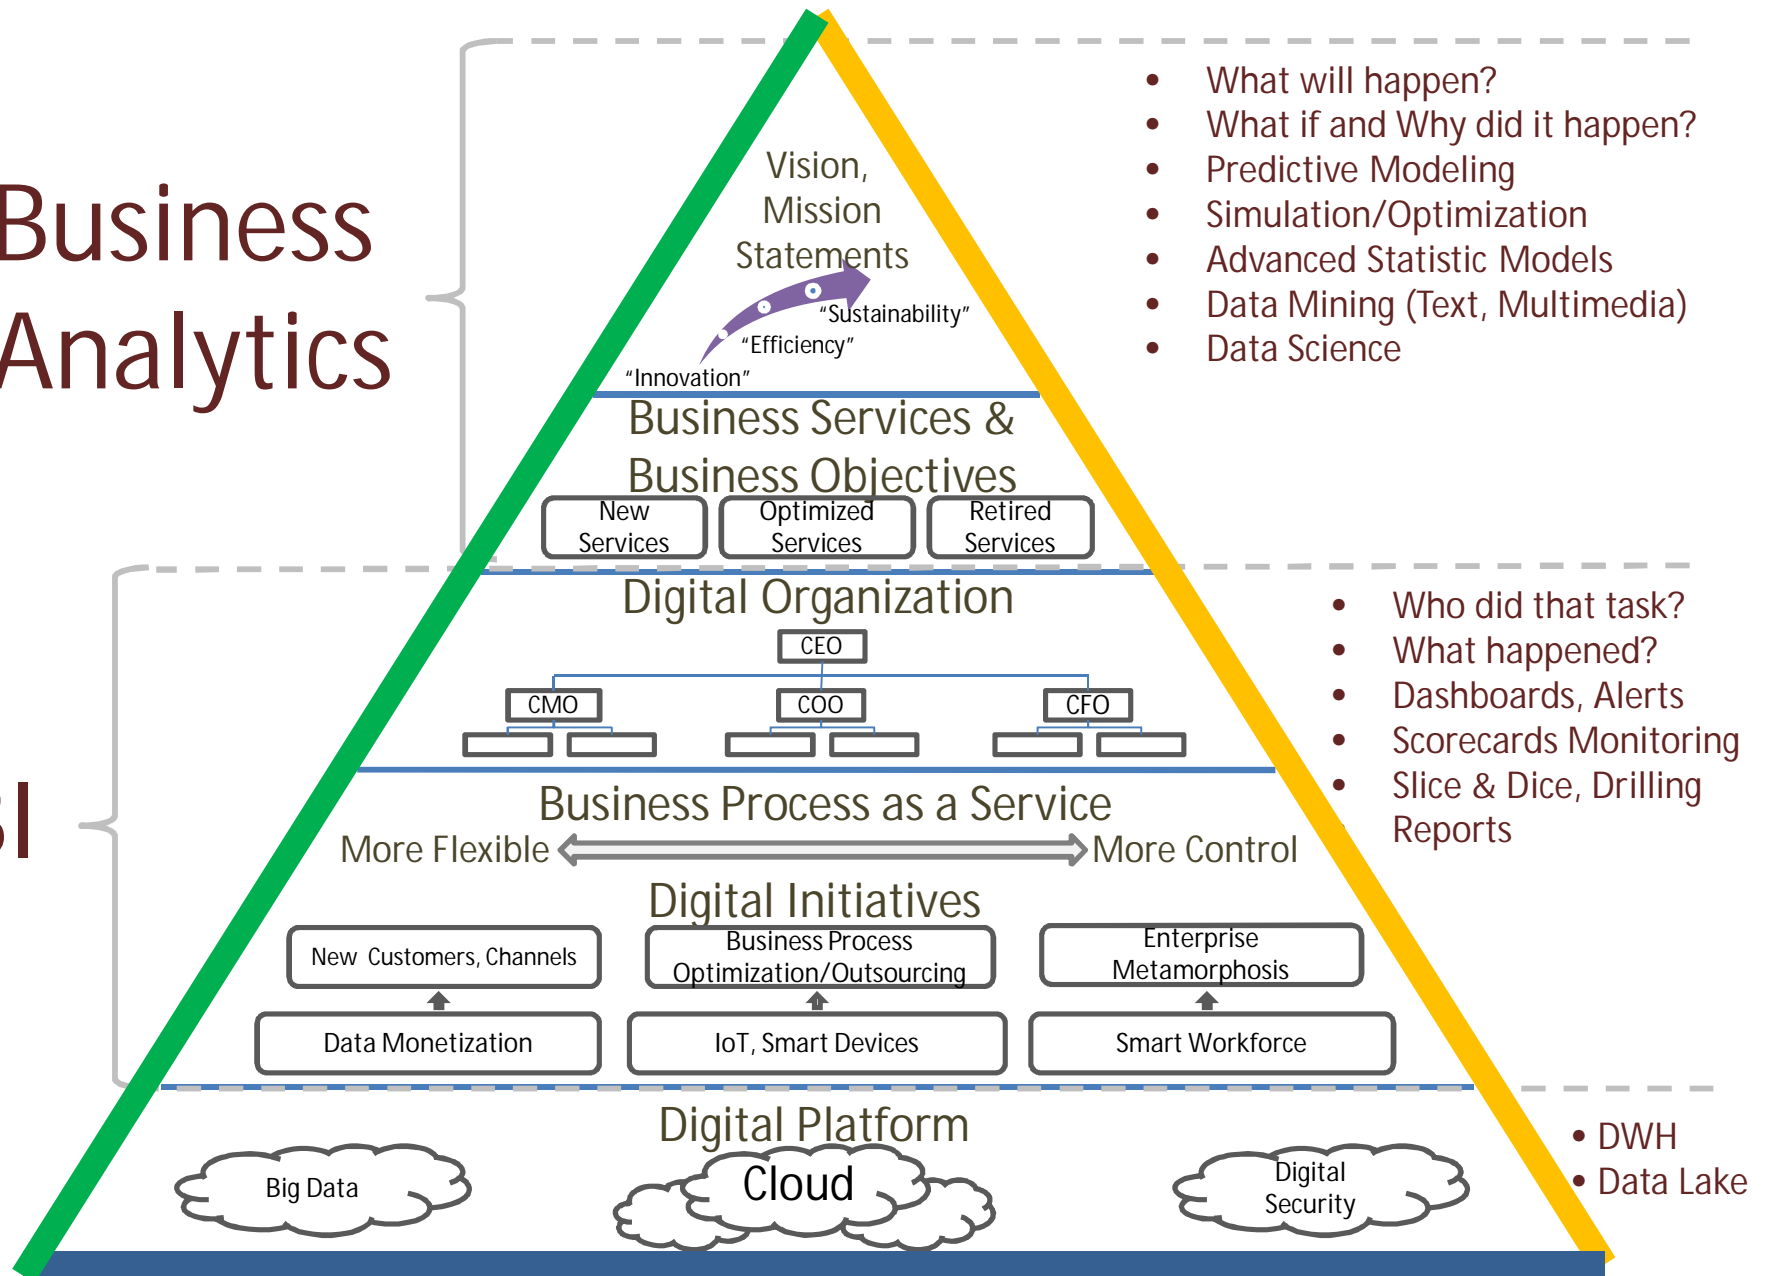 Business
Analytics
• What will happen?
• What if and Why did it happen?
• Predictive Modeling
• Simulation/Optimization
• Advanced Statistic Models
• Data Mining (Text, Multimedia)
• Data Science
Vision,
Mission
Statements
“Sustainability”
“Efficiency”
“Innovation”
Business Services &
Business Objectives
New
Services
Optimized
Services
Retired
Services
BI
• Who did that task?
• What happened?
• Dashboards, Alerts
• Scorecards Monitoring
• Slice & Dice, Drilling
Reports
Digital Organization
CEO
CMO
COO
CFO
Business Process as a Service
More Flexible
More Control
Digital Initiatives
New Customers, Channels
Business Process
Optimization/Outsourcing
Enterprise
Metamorphosis
Data Monetization
IoT, Smart Devices
Smart Workforce
Digital Platform
Big Data
Cloud
Digital
Security
• DWH
• Data Lake